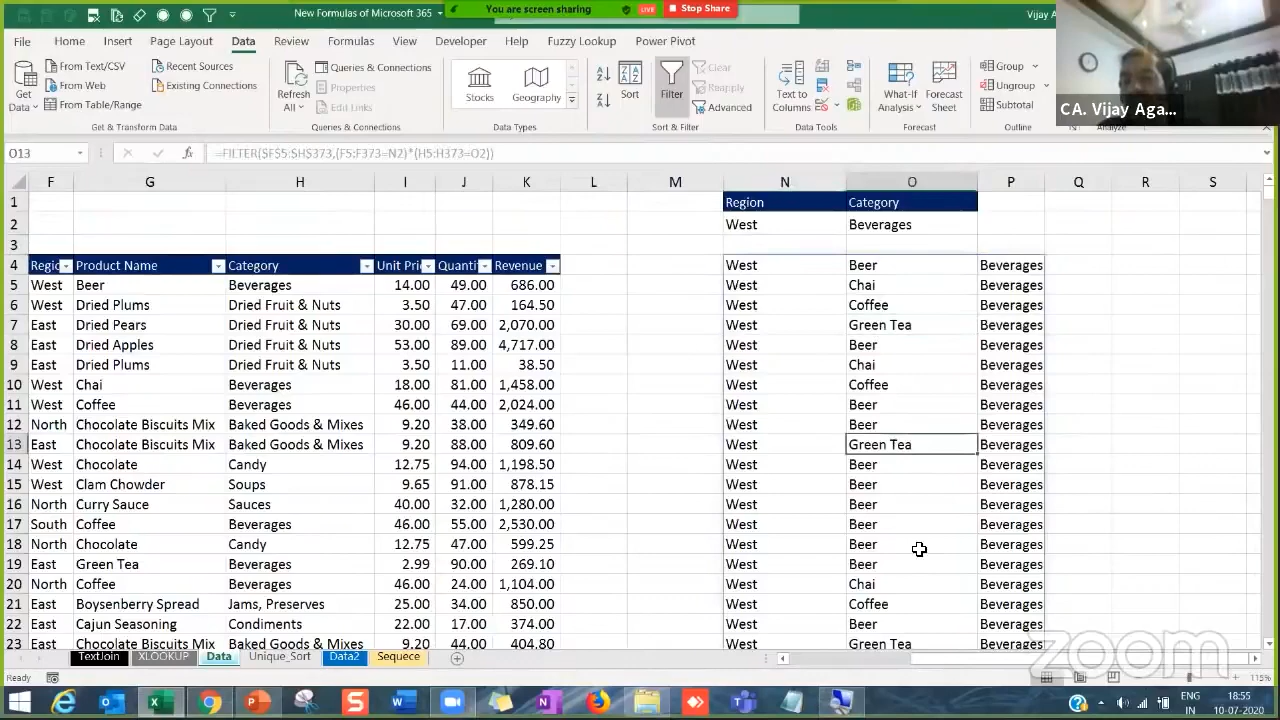 New Formulas of Microsoft 365
You are screen sharing
LIVE
Stop Share
Vijay A
File Home Insert Page Layout Data Review Formulas View Developer Help Fuzzy Lookup Power Pivot
Get Data
From Text/CSV
From Web
From Table/Range
Recent Sources
Existing Connections
Get & Transform Data
Refresh All
Queries & Connections
Properties
Edit Links
Queries & Connections
Stocks
Geography
Data Types
Sort
Filter
Clear
Reapply
Advanced
Sort & Filter
Text to Columns
Data Tools
What-If Analysis
Forecast Sheet
Forecast
Group
Ungroup
Subtotal
Outline
Analyze
CA. Vijay Aga...
O13
fx
=FILTER($F$5:$H$373,(F5:F373=N2)*(H5:H373=O2))
F G H I J K L M N O P Q R S
1 Region Category
2 West Beverages
3
4 Regic Product Name Category Unit Pri Quanti Revenue West Beer Beverages
5 West Beer Beverages 14.00 49.00 686.00 West Chai Beverages
6 West Dried Plums Dried Fruit & Nuts 3.50 47.00 164.50 West Coffee Beverages
7 East Dried Pears Dried Fruit & Nuts 30.00 69.00 2,070.00 West Green Tea Beverages
8 East Dried Apples Dried Fruit & Nuts 53.00 89.00 4,717.00 West Beer Beverages
9 East Dried Plums Dried Fruit & Nuts 3.50 11.00 38.50 West Chai Beverages
10 West Chai Beverages 18.00 81.00 1,458.00 West Coffee Beverages
11 West Coffee Beverages 46.00 44.00 2,024.00 West Beer Beverages
12 North Chocolate Biscuits Mix Baked Goods & Mixes 9.20 38.00 349.60 West Beer Beverages
13 East Chocolate Biscuits Mix Baked Goods & Mixes 9.20 88.00 809.60 West Green Tea Beverages
14 West Chocolate Candy 12.75 94.00 1,198.50 West Beer Beverages
15 West Clam Chowder Soups 9.65 91.00 878.15 West Beer Beverages
16 North Curry Sauce Sauces 40.00 32.00 1,280.00 West Beer Beverages
17 South Coffee Beverages 46.00 55.00 2,530.00 West Beer Beverages
18 North Chocolate Candy 12.75 47.00 599.25 West Beer Beverages
19 East Green Tea Beverages 2.99 90.00 269.10 West Beer Beverages
20 North Coffee Beverages 46.00 24.00 1,104.00 West Chai Beverages
21 East Boysenberry Spread Jams, Preserves 25.00 34.00 850.00 West Coffee Beverages
22 East Cajun Seasoning Condiments 22.00 17.00 374.00 West Beer Beverages
23 East Chocolate Biscuits Mix Baked Goods & Mixes 9.20 44.00 404.80 West Green Tea Beverages
TextJoin XLOOKUP Data Unique_Sort Data2 Sequece
zoom
Ready
115%
ENG
IN
18:55
10-07-2020